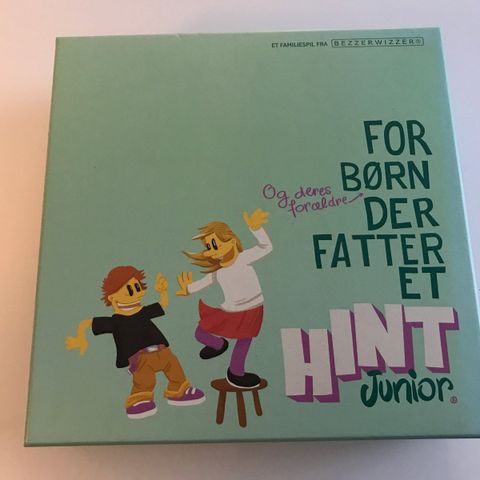 ET FAMILIESPIL FRA BEZZERWIZZER®
FOR
BØRN
Og deres
forældre
DER
FATTER
ET
HINT
Junior®